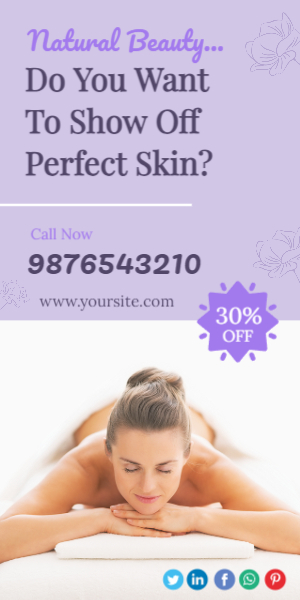 Natural Beauty...
Do You Want
To Show Off
Perfect Skin?
Call Now
9876543210
www.yoursite.com
30%
OFF